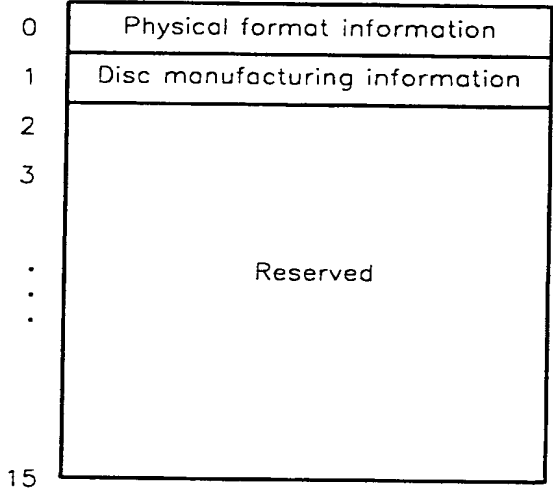 0 Physical format information
1 Disc manufacturing information
2
3
Reserved
.
.
.
15